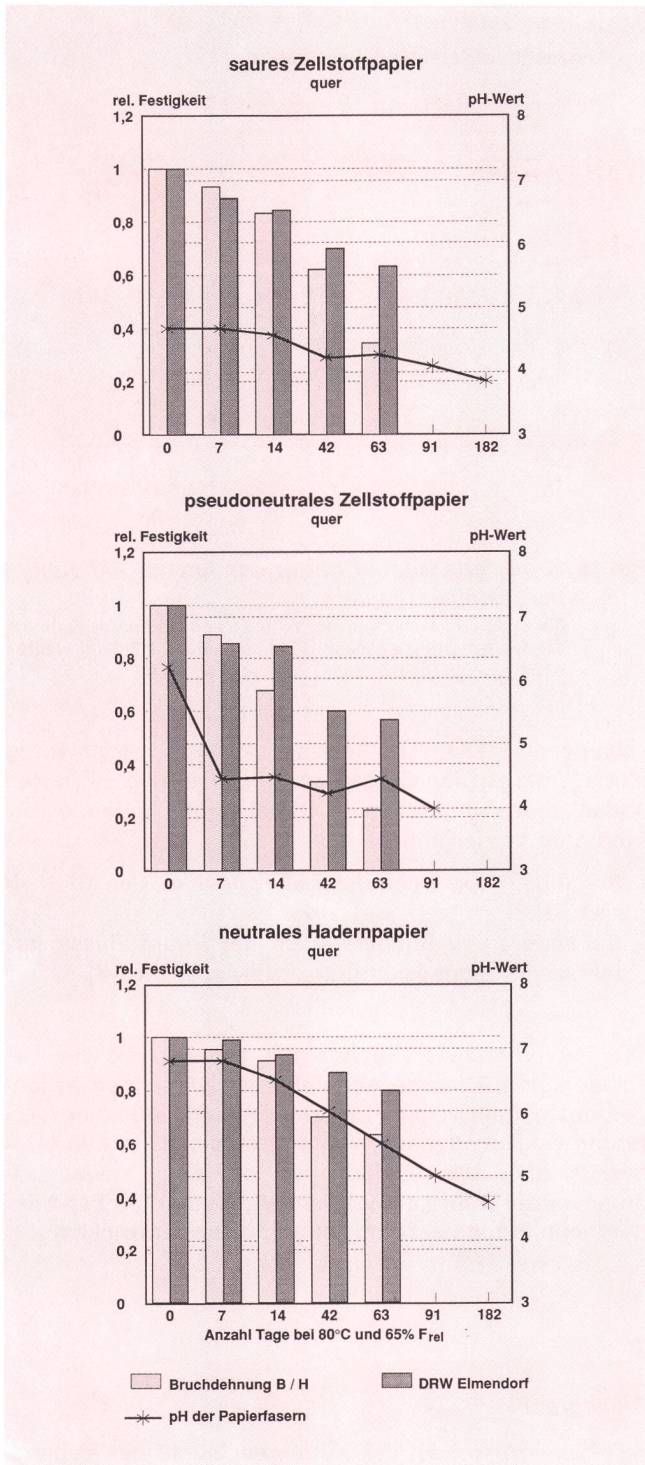 saures Zellstoffpapier
quer
rel. Festigkeit pH-Wert
1,2 8
1 7
0,8 6
0,6 5
0,4 4
0,2
0 3
0 7 14 42 63 91 182
pseudoneutrales Zellstoffpapier
quer
rel. Festigkeit pH-Wert
1,2 8
1 7
0,8 6
0,6 5
0,4 4
0,2
0 3
0 7 14 42 63 91 182
neutrales Hadernpapier
quer
rel. Festigkeit pH-Wert
1,2 8
1 7
0,8 6
0,6 5
0,4 4
0,2
0 3
0 7 14 42 63 91 182
Anzahl Tage bei 80°C und 65% Frel
Bruchdehnung B / H DRW Elmendorf
pH der Papierfasern